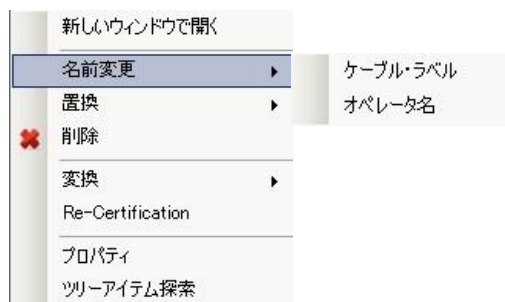 新しいウィンドウで開く
名前変更
ケーブル・ラベル
置換
オペレータ名
削除
変換
Re-Certification
プロパティ
ツリーアイテム探索